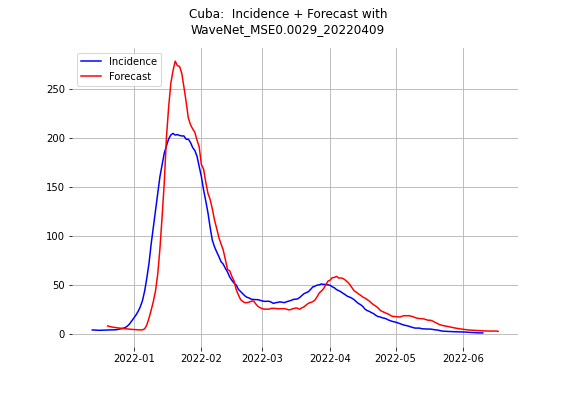 Cuba:  Incidence + Forecast with
WaveNet_MSE0.0029_20220409
Incidence
Forecast
250
200
150
100
50
0
2022-01 2022-02 2022-03 2022-04 2022-05 2022-06